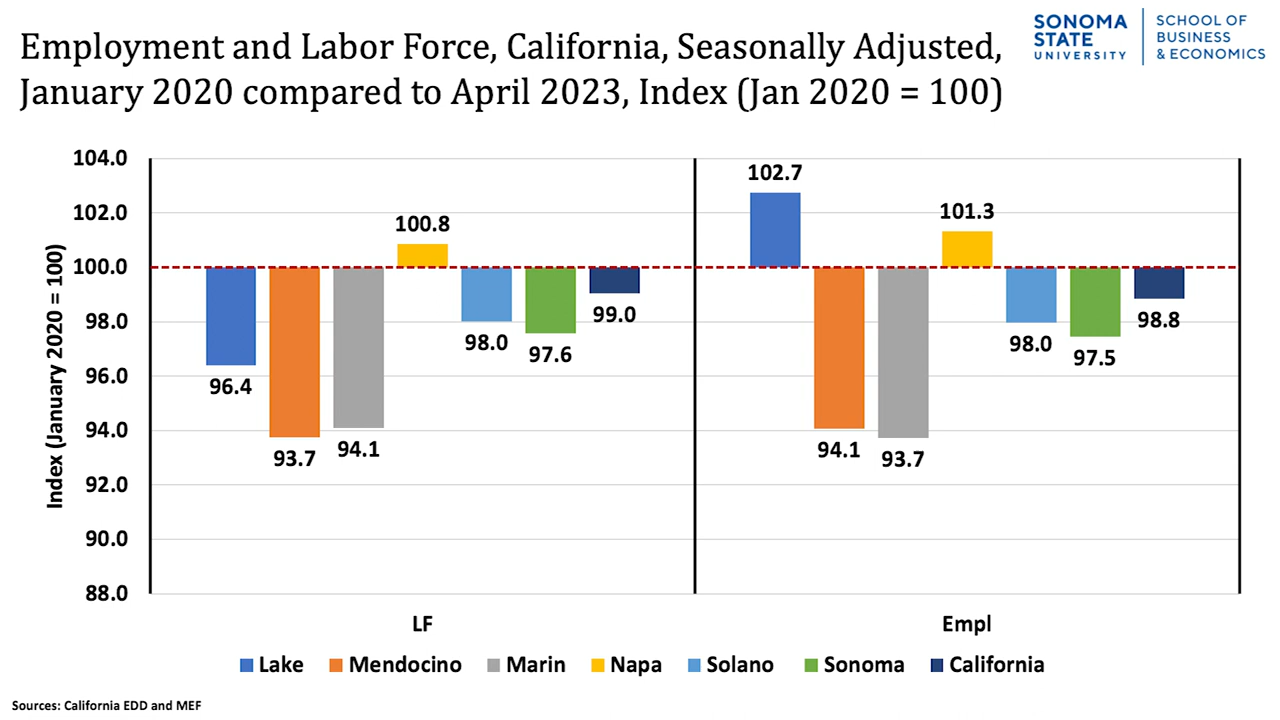 Employment and Labor Force, California, Seasonally Adjusted,
January 2020 compared to April 2023, Index (Jan 2020 = 100)
SONOMA
STATE
UNIVERSITY
SCHOOL OF
BUSINESS
& ECONOMICS
Index (January 2020 = 100)
104.0
102.0
100.0
98.0
96.0
94.0
92.0
90.0
88.0
96.4
93.7
94.1
100.8
98.0
97.6
99.0
102.7
94.1
93.7
101.3
98.0
97.5
98.8
LF
Empl
Lake Mendocino Marin Napa Solano Sonoma California
Sources: California EDD and MEF